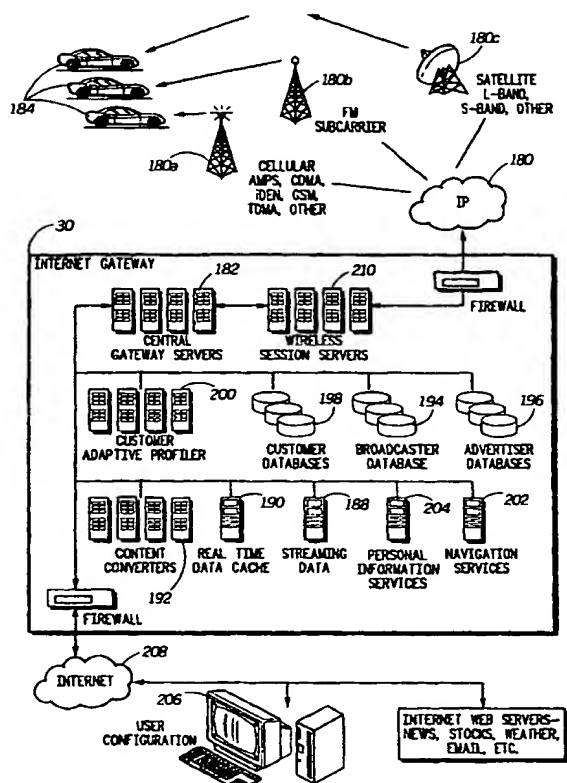 180c
184
180b
SATELLITE
L-BAND,
S-BAND, OTHER
FM
SUBCARRIER
180a
180
CELLULAR
AMPS, CDMA,
iDEN, GSM,
TDMA, OTHER
IP
30
INTERNET GATEWAY
182
210
FIREWALL
CENTRAL
GATEWAY SERVERS
WIRELESS
SESSION SERVERS
200
198
194
196
CUSTOMER
ADAPTIVE PROFILER
CUSTOMER
DATABASES
BROADCASTER
DATABASE
ADVERTISER
DATABASES
190
188
204
202
CONTENT
CONVERTERS
192
REAL TIME
DATA CACHE
STREAMING
DATA
PERSONAL
INFORMATION
SERVICES
NAVIGATION
SERVICES
FIREWALL
208
INTERNET
206
USER
CONFIGURATION
INTERNET WEB SERVERS-
NEWS, STOCKS, WEATHER,
EMAIL, ETC.